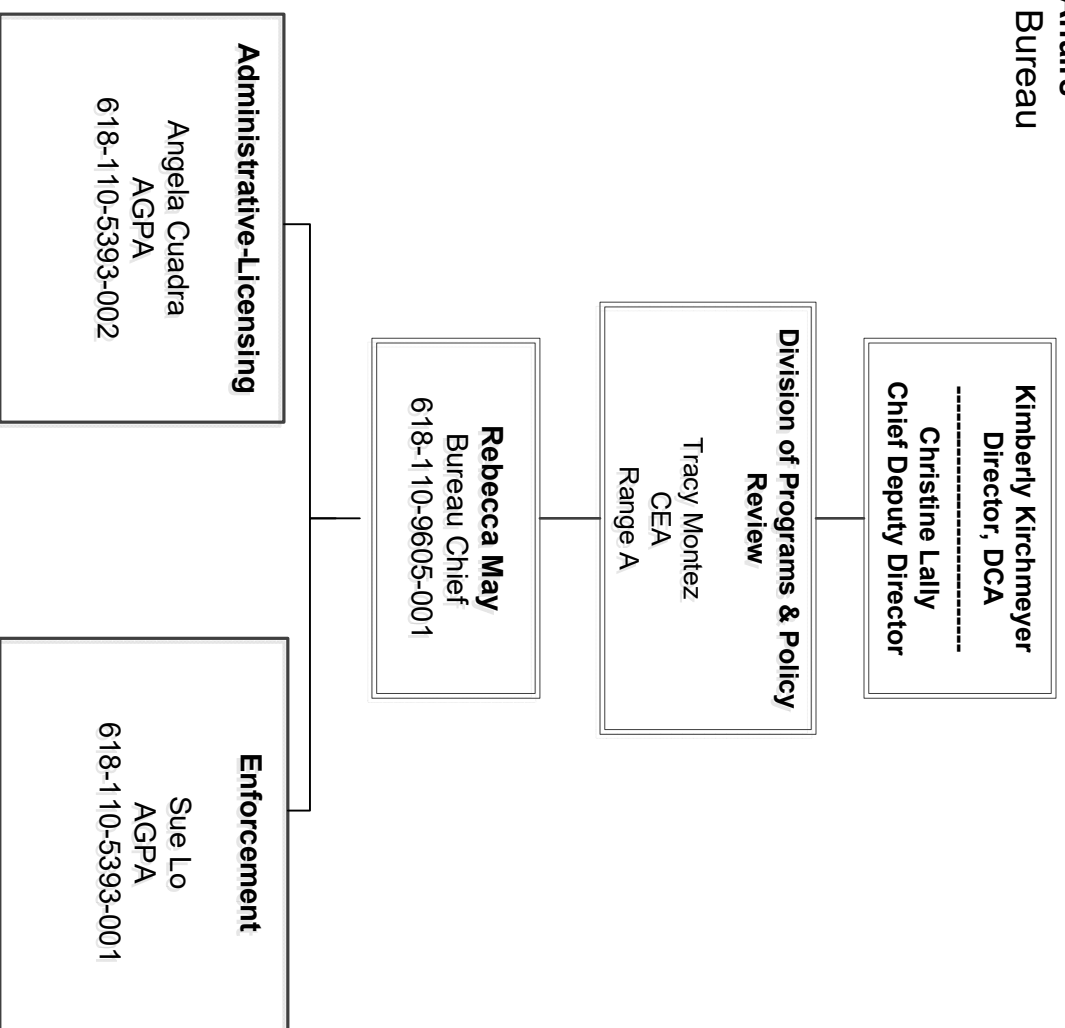 Bureau
Kimberly Kirchmeyer
Director, DCA
------------------------------
Christine Lally
Chief Deputy Director
Division of Programs & Policy
Review
Tracy Montez
CEA
Range A
Rebecca May
Bureau Chief
618-110-9605-001
Administrative-Licensing
Angela Cuadra
AGPA
618-110-5393-002
Enforcement
Sue Lo
AGPA
618-110-5393-001